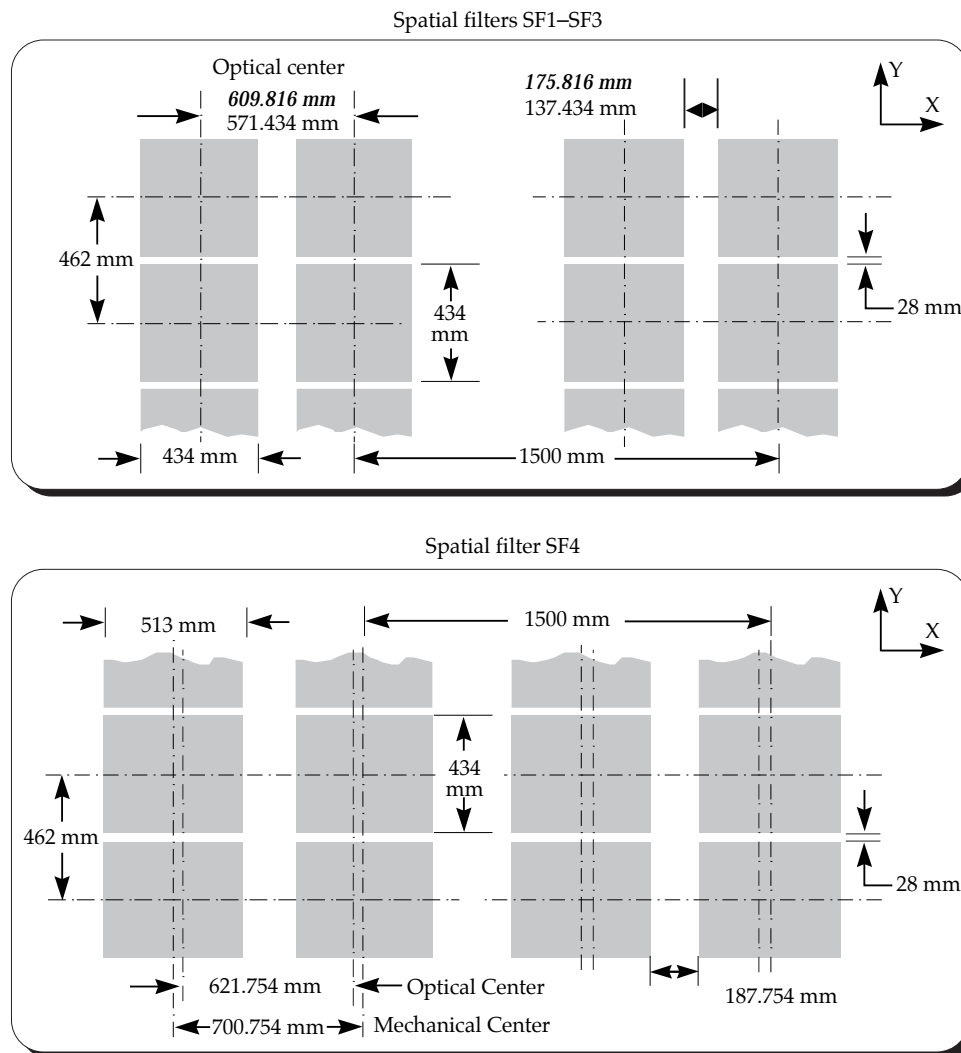 Spatial filters SF1–SF3
Optical center
609.816 mm
571.434 mm
175.816 mm
137.434 mm
Y
X
462 mm
434
mm
28 mm
434 mm
1500 mm
Spatial filter SF4
513 mm
1500 mm
Y
X
434
mm
462 mm
28 mm
621.754 mm
Optical Center
187.754 mm
700.754 mm
Mechanical Center